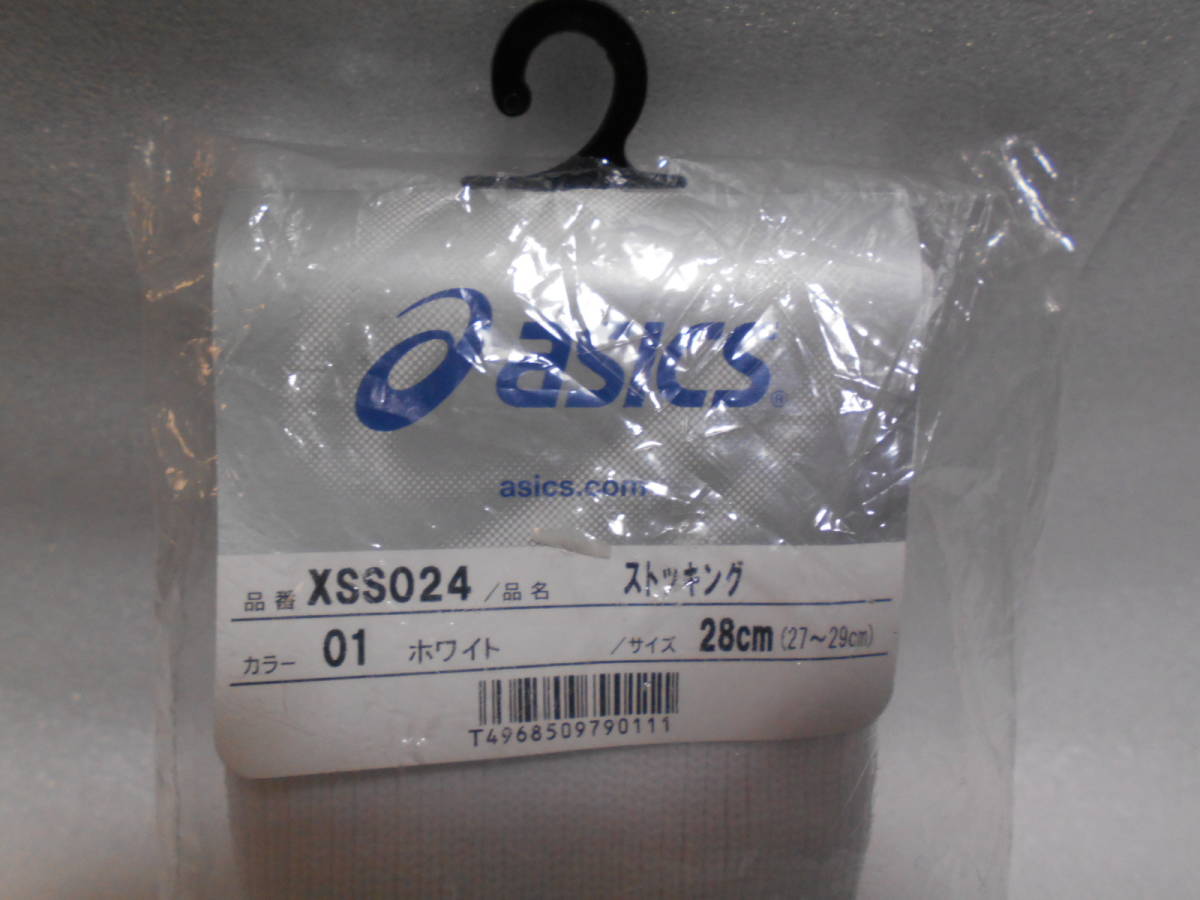 asics®
asics.com
品番 XSS024 /品名 ストッキング
カラー 01 ホワイト /サイズ 28cm (27～29cm)
T4968509790111